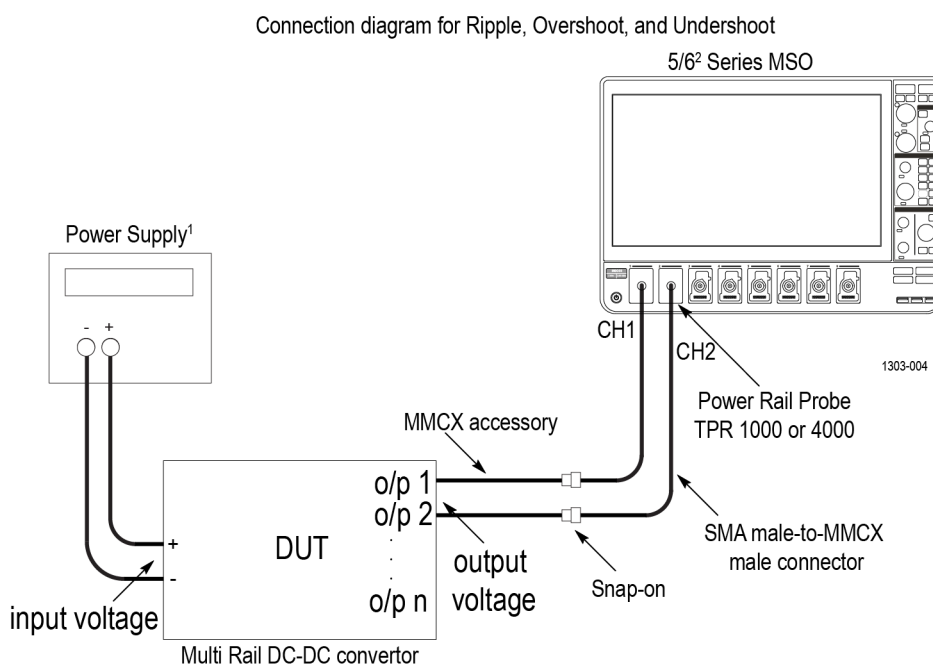 Connection diagram for Ripple, Overshoot, and Undershoot
5/6² Series MSO
Power Supply¹
- +
CH1
CH2
1303-004
Power Rail Probe
TPR 1000 or 4000
MMCX accessory
o/p 1
o/p 2
.
.
.
o/p n
+
-
DUT
output
voltage
SMA male-to-MMCX
male connector
Snap-on
input voltage
Multi Rail DC-DC convertor